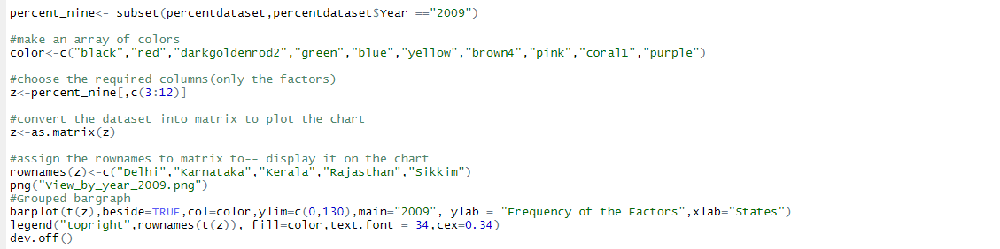 percent_nine<- subset(percentdataset,percentdataset$Year =="2009")
#make an array of colors
color<-c("black","red","darkgoldenrod2","green","blue","yellow","brown4","pink","coral1","purple")
#choose the required columns(only the factors)
z<-percent_nine[,c(3:12)]
#convert the dataset into matrix to plot the chart
z<-as.matrix(z)
#assign the rownames to matrix to-- display it on the chart
rownames(z)<-c("Delhi","Karnataka","Kerala","Rajasthan","Sikkim")
png("View_by_year_2009.png")
#Grouped bargraph
barplot(t(z),beside=TRUE,col=color,ylim=c(0,130),main="2009", ylab = "Frequency of the Factors",xlab="States")
legend("topright",rownames(t(z)), fill=color,text.font = 34,cex=0.34)
dev.off()